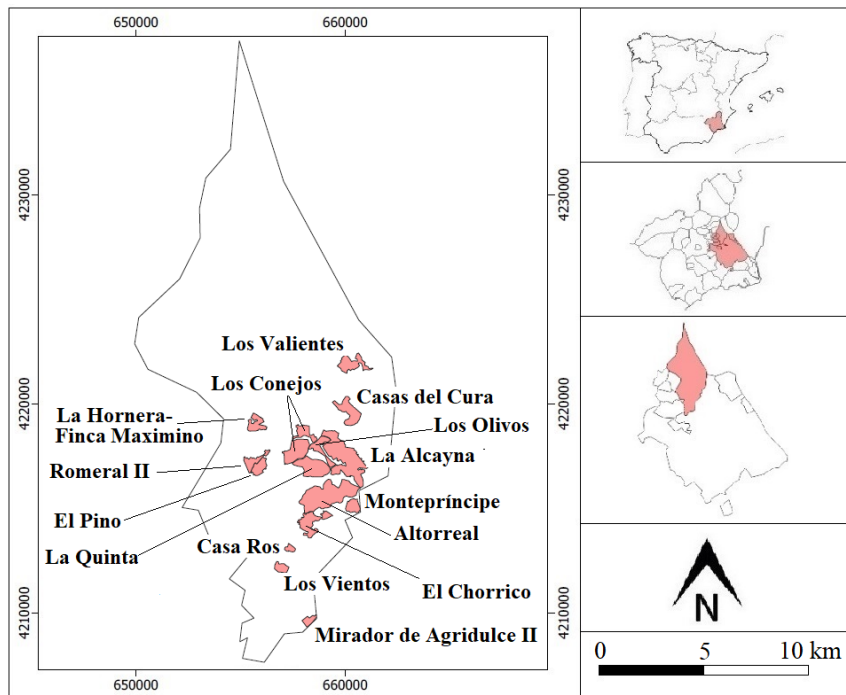 650000
660000
4230000
4230000
Los Valientes
Los Conejos
Casas del Cura
4220000
4220000
La Hornera-
Finca Maximino
Los Olivos
La Alcayna
Romeral II
Montepríncipe
El Pino
Altorreal
Casa Ros
La Quinta
Los Vientos
El Chorrico
4210000
4210000
Mirador de Agridulce II
650000
660000
N
0 5 10 km